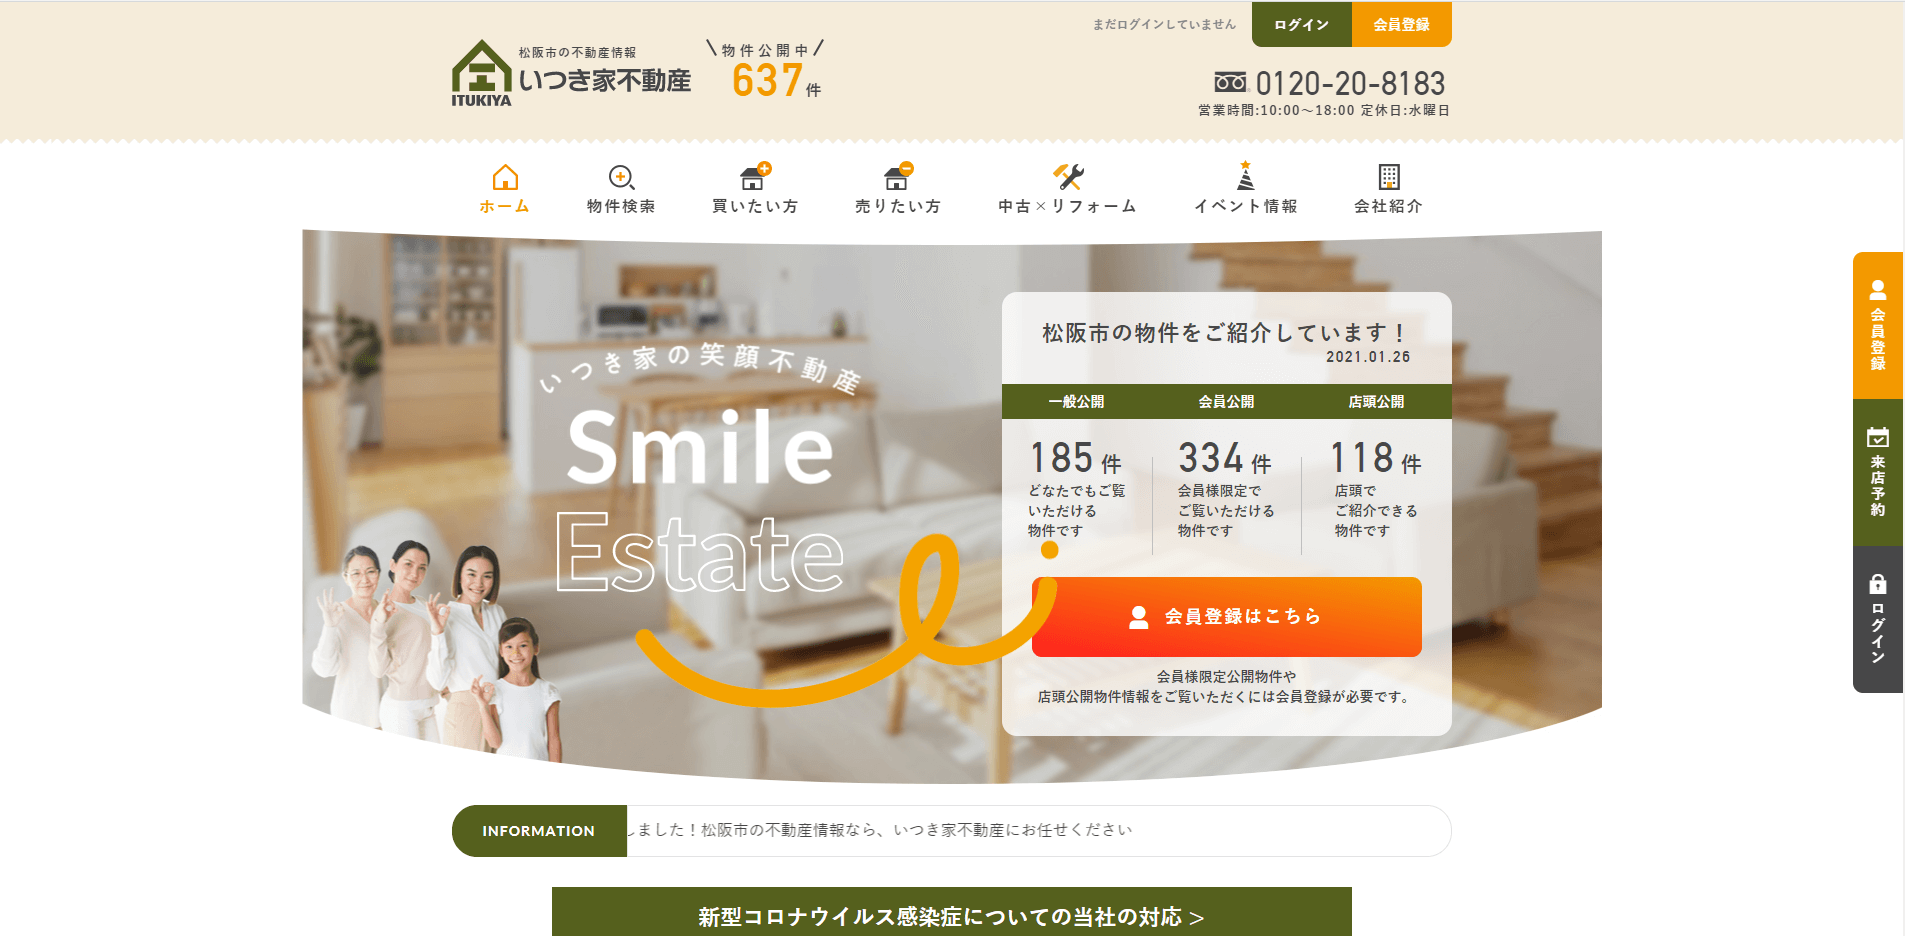 まだログインしていません
ログイン
会員登録
松阪市の不動産情報
いつき家不動産
ITUKIYA
物件公開中
637件
0120-20-8183
営業時間:10:00〜18:00 定休日:水曜日
ホーム
物件検索
買いたい方
売りたい方
中古×リフォーム
イベント情報
会社紹介
いつき家の笑顔不動産
Smile
Estate
松阪市の物件をご紹介しています！
2021.01.26
一般公開
会員公開
店頭公開
185 件
どなたでもご覧
いただける
物件です
334 件
会員様限定で
ご覧いただける
物件です
118 件
店頭で
ご紹介できる
物件です
会員登録はこちら
会員様限定公開物件や
店頭公開物件情報をご覧いただくには会員登録が必要です。
会員登録
来店予約
ログイン
INFORMATION
しました！松阪市の不動産情報なら、いつき家不動産にお任せください
新型コロナウイルス感染症についての当社の対応 >